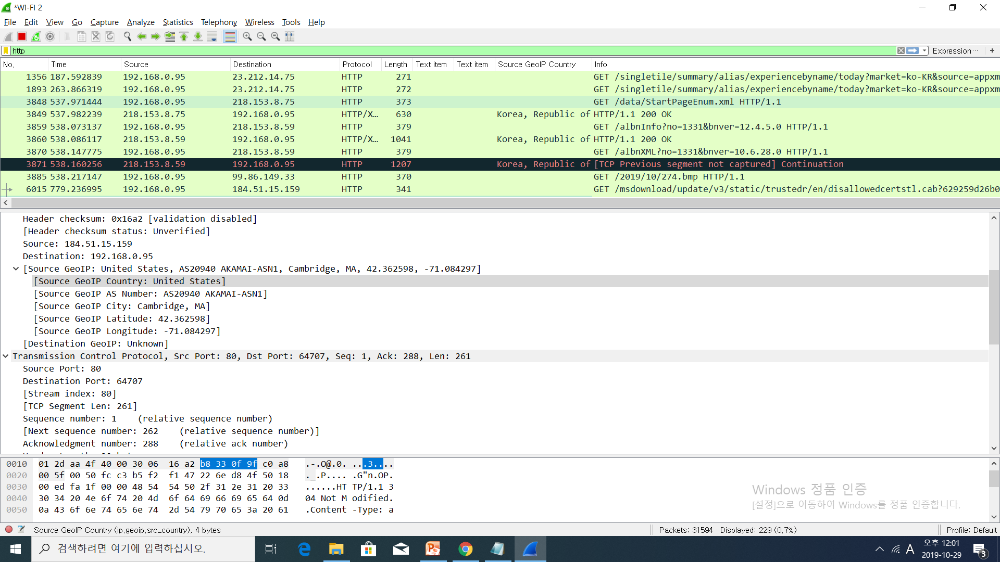 *Wi-Fi 2
File Edit View Go Capture Analyze Statistics Telephony Wireless Tools Help
http Expression… +
No. Time Source Destination Protocol Length Text item Text item Source GeoIP Country Info
1356 187.592839 192.168.0.95 23.212.14.75 HTTP 271 GET /singletile/summary/alias/experiencebyname/today?market=ko-KR&source=appxm
1893 263.866319 192.168.0.95 23.212.14.75 HTTP 272 GET /singletile/summary/alias/experiencebyname/today?market=ko-KR&source=appxm
3848 537.971444 192.168.0.95 218.153.8.75 HTTP 373 GET /data/StartPageEnum.xml HTTP/1.1
3849 537.982239 218.153.8.75 192.168.0.95 HTTP/X… 630 Korea, Republic of HTTP/1.1 200 OK
3859 538.073137 192.168.0.95 218.153.8.59 HTTP 379 GET /albnInfo?no=1331&bnver=12.4.5.0 HTTP/1.1
3860 538.086117 218.153.8.59 192.168.0.95 HTTP/X… 1041 Korea, Republic of HTTP/1.1 200 OK
3870 538.147775 192.168.0.95 218.153.8.59 HTTP 379 GET /albnXML?no=1331&bnver=10.6.28.0 HTTP/1.1
3871 538.160256 218.153.8.59 192.168.0.95 HTTP 1207 Korea, Republic of [TCP Previous segment not captured] Continuation
3885 538.217147 192.168.0.95 99.86.149.33 HTTP 370 GET /2019/10/274.bmp HTTP/1.1
6015 779.236995 192.168.0.95 184.51.15.159 HTTP 341 GET /msdownload/update/v3/static/trustedr/en/disallowedcertstl.cab?629259d26b0
Header checksum: 0x16a2 [validation disabled]
[Header checksum status: Unverified]
Source: 184.51.15.159
Destination: 192.168.0.95
[Source GeoIP: United States, AS20940 AKAMAI-ASN1, Cambridge, MA, 42.362598, -71.084297]
[Source GeoIP Country: United States]
[Source GeoIP AS Number: AS20940 AKAMAI-ASN1]
[Source GeoIP City: Cambridge, MA]
[Source GeoIP Latitude: 42.362598]
[Source GeoIP Longitude: -71.084297]
[Destination GeoIP: Unknown]
Transmission Control Protocol, Src Port: 80, Dst Port: 64707, Seq: 1, Ack: 288, Len: 261
Source Port: 80
Destination Port: 64707
[Stream index: 80]
[TCP Segment Len: 261]
Sequence number: 1 (relative sequence number)
[Next sequence number: 262 (relative sequence number)]
Acknowledgment number: 288 (relative ack number)
0010 01 2d aa 4f 40 00 30 06 16 a2 b8 33 0f 9f c0 a8 .-.O@.0. ...3....
0020 00 5f 00 50 fc c3 b5 f2 f1 47 22 6e d8 4f 50 18 ._.P.... .G"n.OP.
0030 00 ed fa 1f 00 00 48 54 54 50 2f 31 2e 31 20 33 ......HT TP/1.1 3
0040 30 34 20 4e 6f 74 20 4d 6f 64 69 66 69 65 64 0d 04 Not M odified.
0050 0a 43 6f 6e 74 65 6e 74 2d 54 79 70 65 3a 20 61 .Content -Type: a
Windows 정품 인증
[설정]으로 이동하여 Windows를 정품 인증합니다.
Source GeoIP Country (ip.geoip.src_country), 4 bytes Packets: 31594 · Displayed: 229 (0.7%) Profile: Default
검색하려면 여기에 입력하십시오. A 오후 12:01
2019-10-29 3